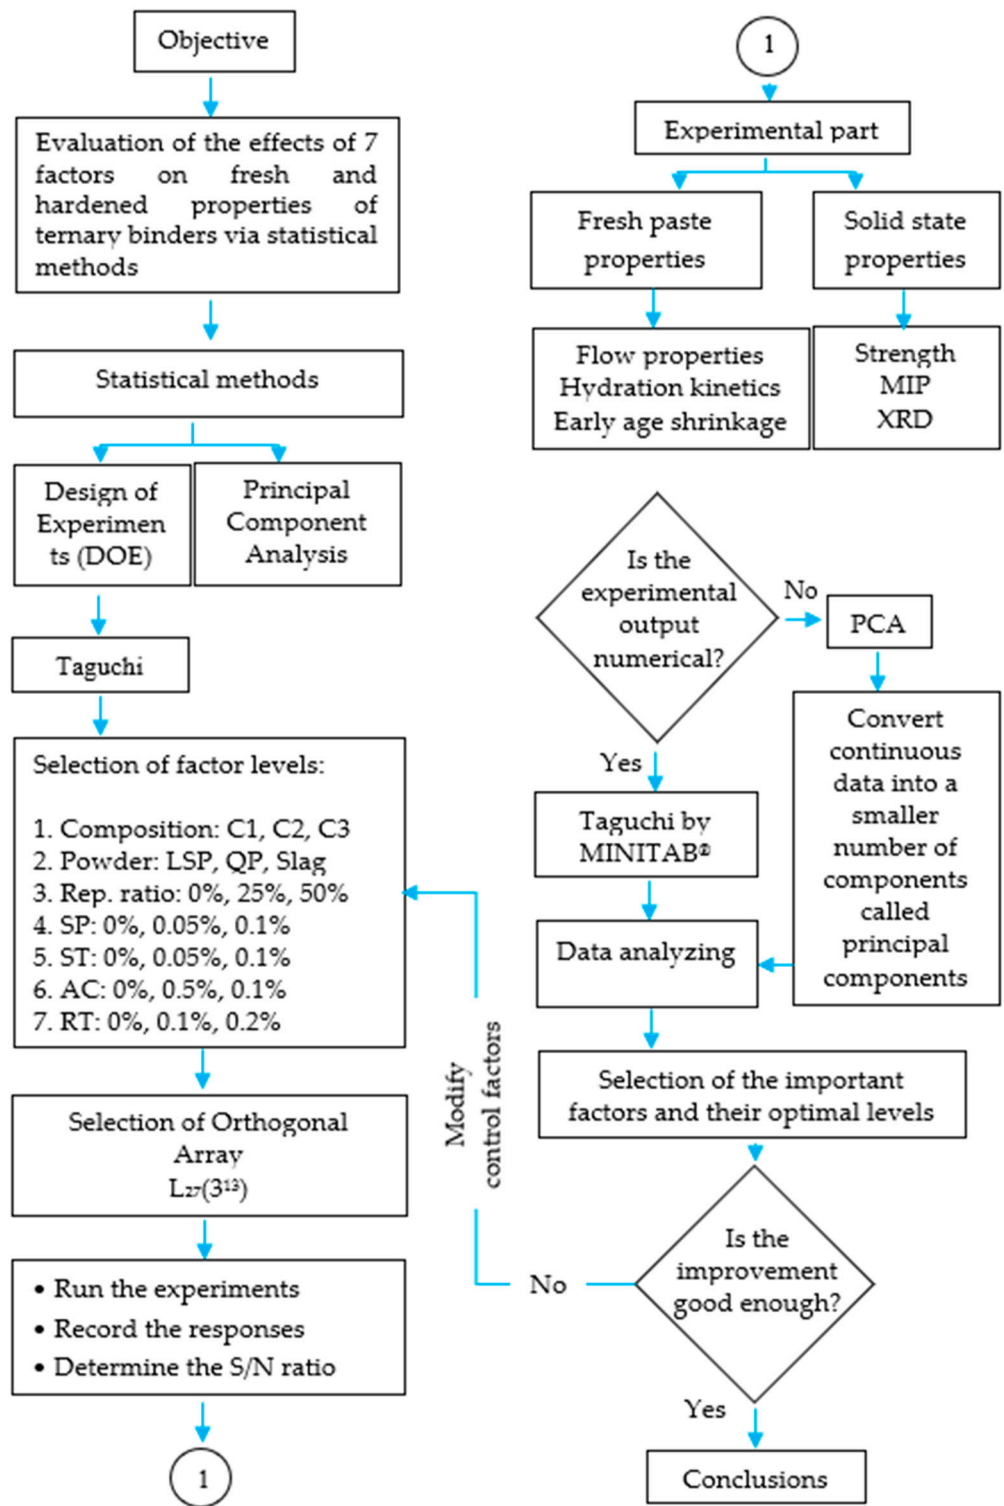 Objective
Evaluation of the effects of 7
factors on fresh and
hardened properties of
ternary binders via statistical
methods
Statistical methods
Design of
Experimen
ts (DOE)
Principal
Component
Analysis
Taguchi
Selection of factor levels:
1. Composition: C1, C2, C3
2. Powder: LSP, QP, Slag
3. Rep. ratio: 0%, 25%, 50%
4. SP: 0%, 0.05%, 0.1%
5. ST: 0%, 0.05%, 0.1%
6. AC: 0%, 0.5%, 0.1%
7. RT: 0%, 0.1%, 0.2%
Selection of Orthogonal
Array
L₂₇(3¹³)
• Run the experiments
• Record the responses
• Determine the S/N ratio
1
1
Experimental part
Fresh paste
properties
Solid state
properties
Flow properties
Hydration kinetics
Early age shrinkage
Strength
MIP
XRD
Is the
experimental
output
numerical?
No
PCA
Convert
continuous
data into a
smaller
number of
components
called
principal
components
Yes
Taguchi by
MINITAB®
Data analyzing
Selection of the important
factors and their optimal levels
Modify
control factors
Is the
improvement
good enough?
No
Yes
Conclusions